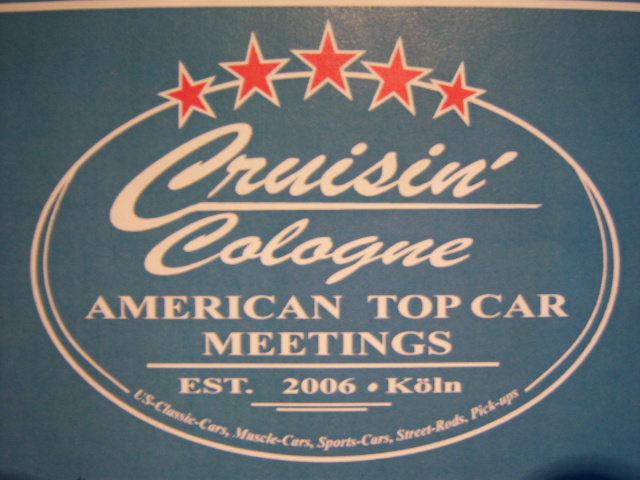 Cruisin'
Cologne
AMERICAN TOP CAR
MEETINGS
EST. 2006 • Köln
US-Classic-Cars, Muscle-Cars, Sports-Cars, Street-Rods, Pick-ups